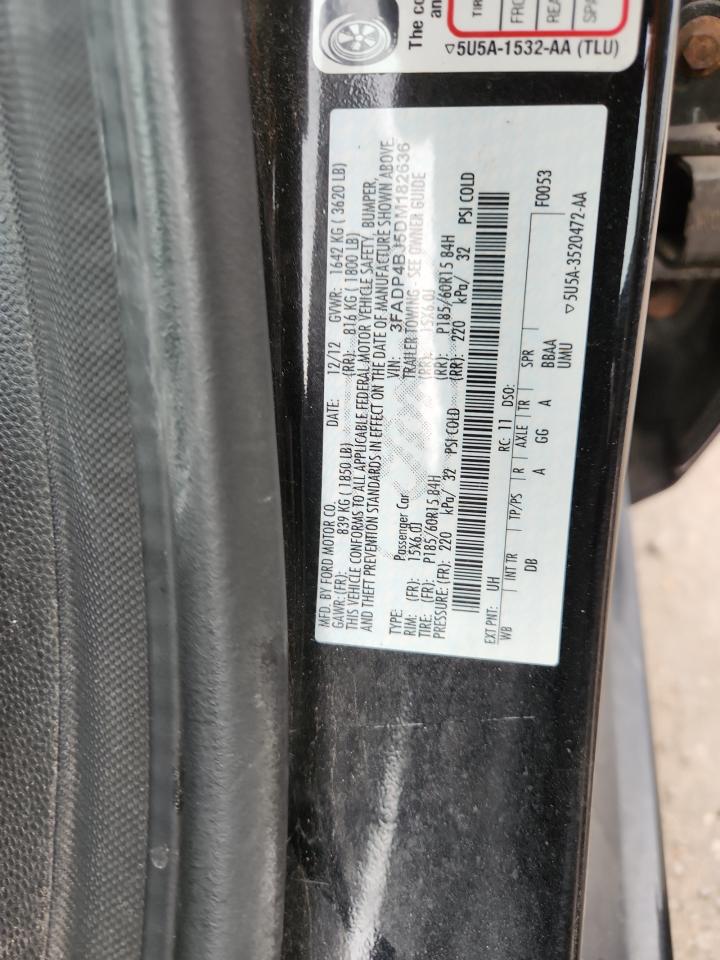 The co
an
TIR
FRO
REA
SPA
▽5U5A-1532-AA (TLU)
MFD. BY FORD MOTOR CO.
DATE: 12/12 GVWR: 1642 KG ( 3620 LB)
GAWR: (FR): 839 KG ( 1850 LB) (RR): 816 KG ( 1800 LB)
THIS VEHICLE CONFORMS TO ALL APPLICABLE FEDERAL MOTOR VEHICLE SAFETY, BUMPER,
AND THEFT PREVENTION STANDARDS IN EFFECT ON THE DATE OF MANUFACTURE SHOWN ABOVE
VIN: 3FADP4BJ5DM182636
TYPE: Passenger Car TRAILER TOWING - SEE OWNER GUIDE
RIM: (FR): 15X6.0J (RR): 15X6.0J
TIRE: (FR): P185/60R15 84H (RR): P185/60R15 84H
PRESSURE: (FR): 220 kPa/ 32 PSI COLD (RR): 220 kPa/ 32 PSI COLD
EXT PNT: UH RC: 11 DSO: F0053
WB INT TR TP/PS R AXLE TR SPR
DB A GG A BBAA
UMU
▽5U5A-3520472-AA